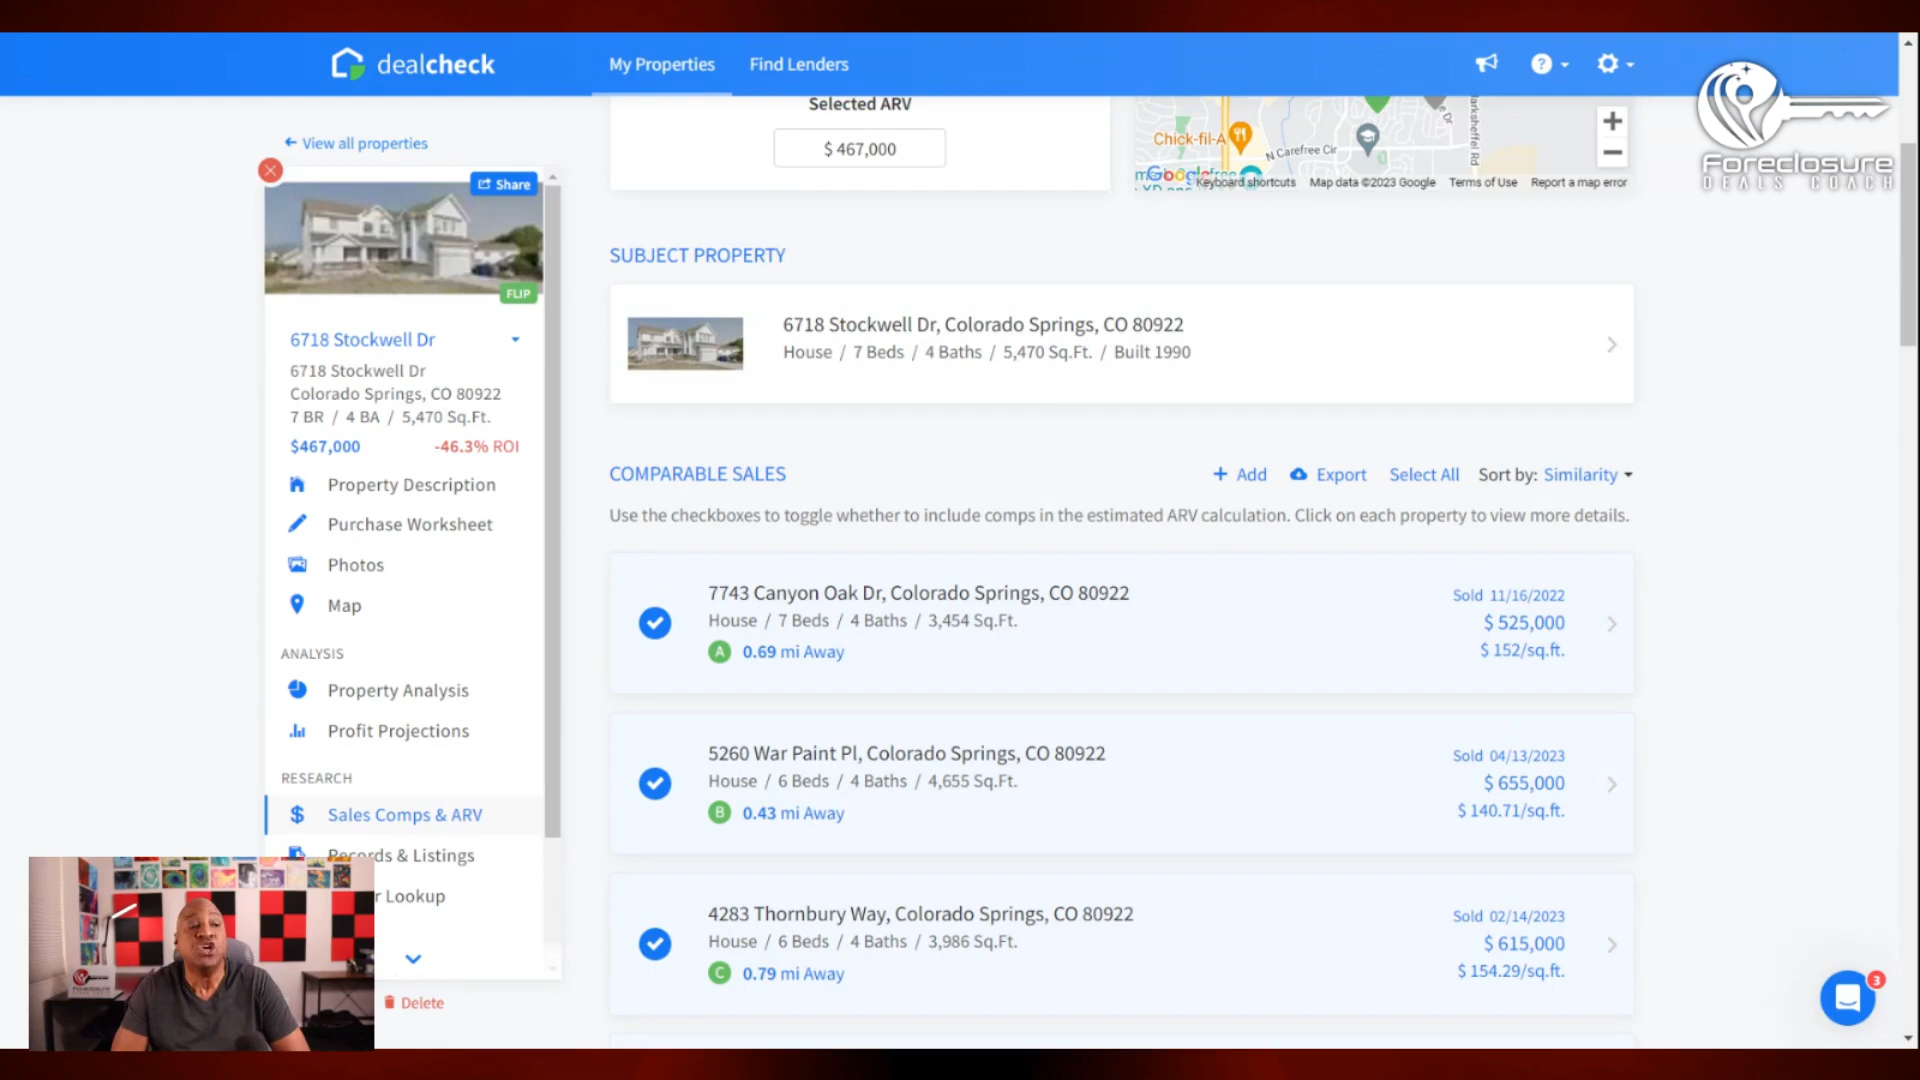 dealcheck
My Properties
Find Lenders
Foreclosure
DEALS COACH
View all properties
Share
FLIP
6718 Stockwell Dr
6718 Stockwell Dr
Colorado Springs, CO 80922
7 BR / 4 BA / 5,470 Sq.Ft.
$467,000 -46.3% ROI
Property Description
Purchase Worksheet
Photos
Map
ANALYSIS
Property Analysis
Profit Projections
RESEARCH
Sales Comps & ARV
Records & Listings
r Lookup
Delete
Selected ARV
$ 467,000
Chick-fil-A
N Carefree Cir
arksheffel Rd
e Dr
Google
Keyboard shortcuts Map data ©2023 Google Terms of Use Report a map error
SUBJECT PROPERTY
6718 Stockwell Dr, Colorado Springs, CO 80922
House / 7 Beds / 4 Baths / 5,470 Sq.Ft. / Built 1990
COMPARABLE SALES
+ Add Export Select All Sort by: Similarity
Use the checkboxes to toggle whether to include comps in the estimated ARV calculation. Click on each property to view more details.
7743 Canyon Oak Dr, Colorado Springs, CO 80922
House / 7 Beds / 4 Baths / 3,454 Sq.Ft.
A 0.69 mi Away
Sold 11/16/2022
$ 525,000
$ 152/sq.ft.
5260 War Paint Pl, Colorado Springs, CO 80922
House / 6 Beds / 4 Baths / 4,655 Sq.Ft.
B 0.43 mi Away
Sold 04/13/2023
$ 655,000
$ 140.71/sq.ft.
4283 Thornbury Way, Colorado Springs, CO 80922
House / 6 Beds / 4 Baths / 3,986 Sq.Ft.
C 0.79 mi Away
Sold 02/14/2023
$ 615,000
$ 154.29/sq.ft.
3